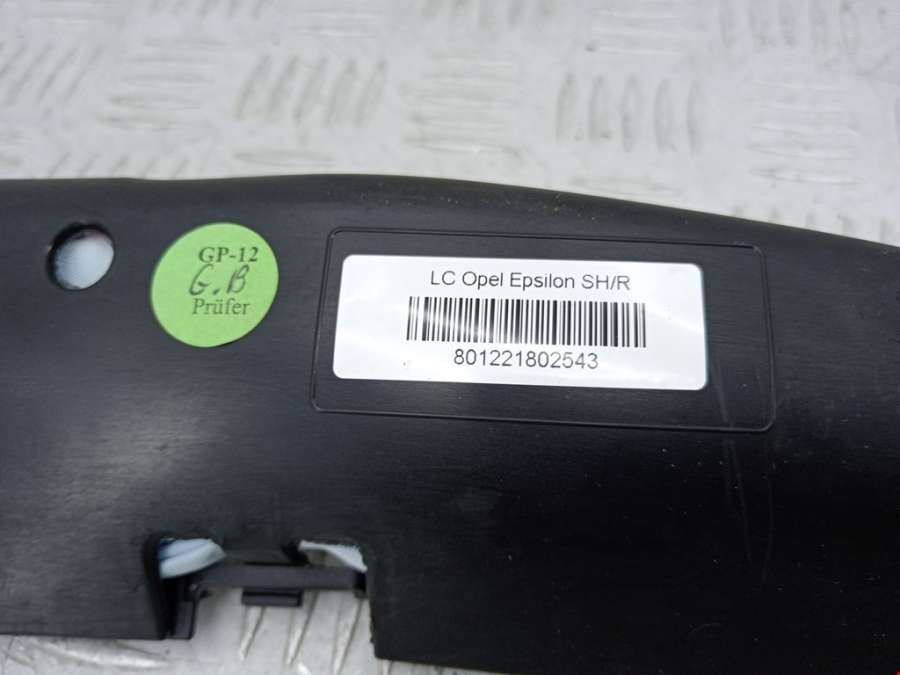 GP-12
G.B
Prüfer
LC Opel Epsilon SH/R
801221802543